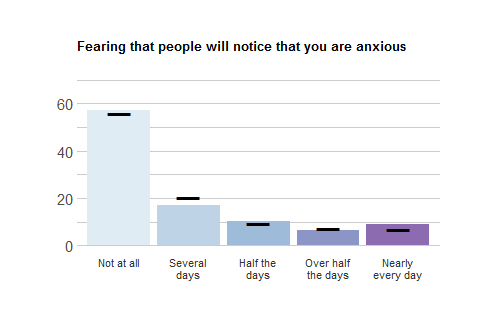 Fearing that people will notice that you are anxious
60
40
20
0
Not at all
Several
days
Half the
days
Over half
the days
Nearly
every day